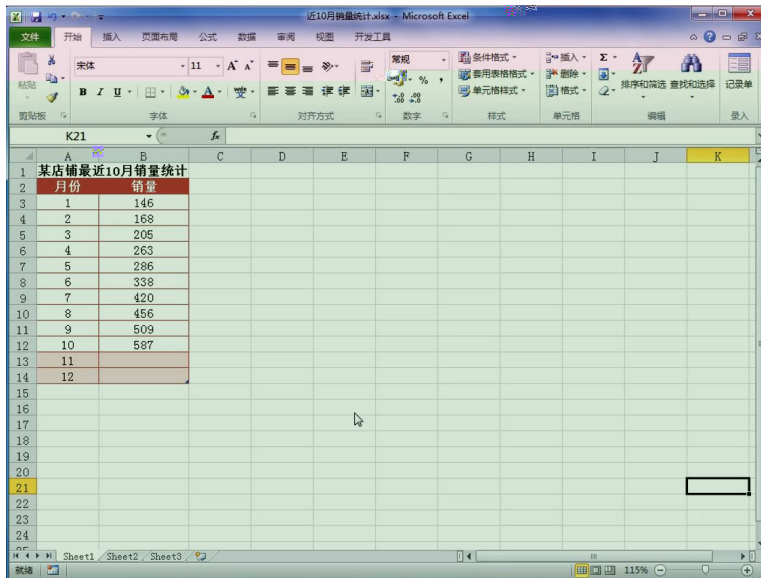 近10月销量统计.xlsx - Microsoft Excel
文件 开始 插入 页面布局 公式 数据 审阅 视图 开发工具
宋体 11 A A 常规 条件格式 插入 Σ
粘贴 B I U A 变 % , 套用表格格式 删除 排序和筛选 查找和选择 记录单
.00 .0 单元格样式 格式
剪贴板 字体 对齐方式 数字 样式 单元格 编辑 录入
K21 fx
A B C D E F G H I J K
1 某店铺最近10月销量统计
2 月份 销量
3 1 146
4 2 168
5 3 205
6 4 263
7 5 286
8 6 338
9 7 420
10 8 456
11 9 509
12 10 587
13 11
14 12
15
16
17
18
19
20
21
22
23
24
25
Sheet1 Sheet2 Sheet3
就绪 115%